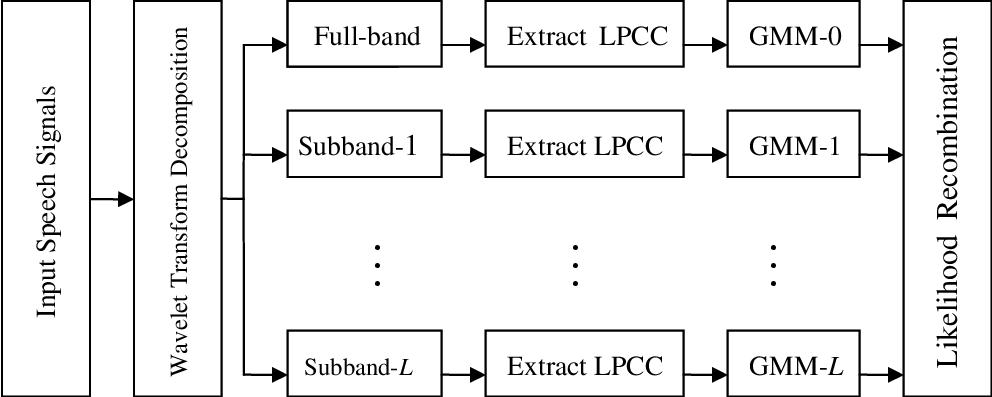 Input Speech Signals
Wavelet Transform Decomposition
Full-band
Extract LPCC
GMM-0
Subband-1
Extract LPCC
GMM-1
Subband-L
Extract LPCC
GMM-L
Likelihood Recombination